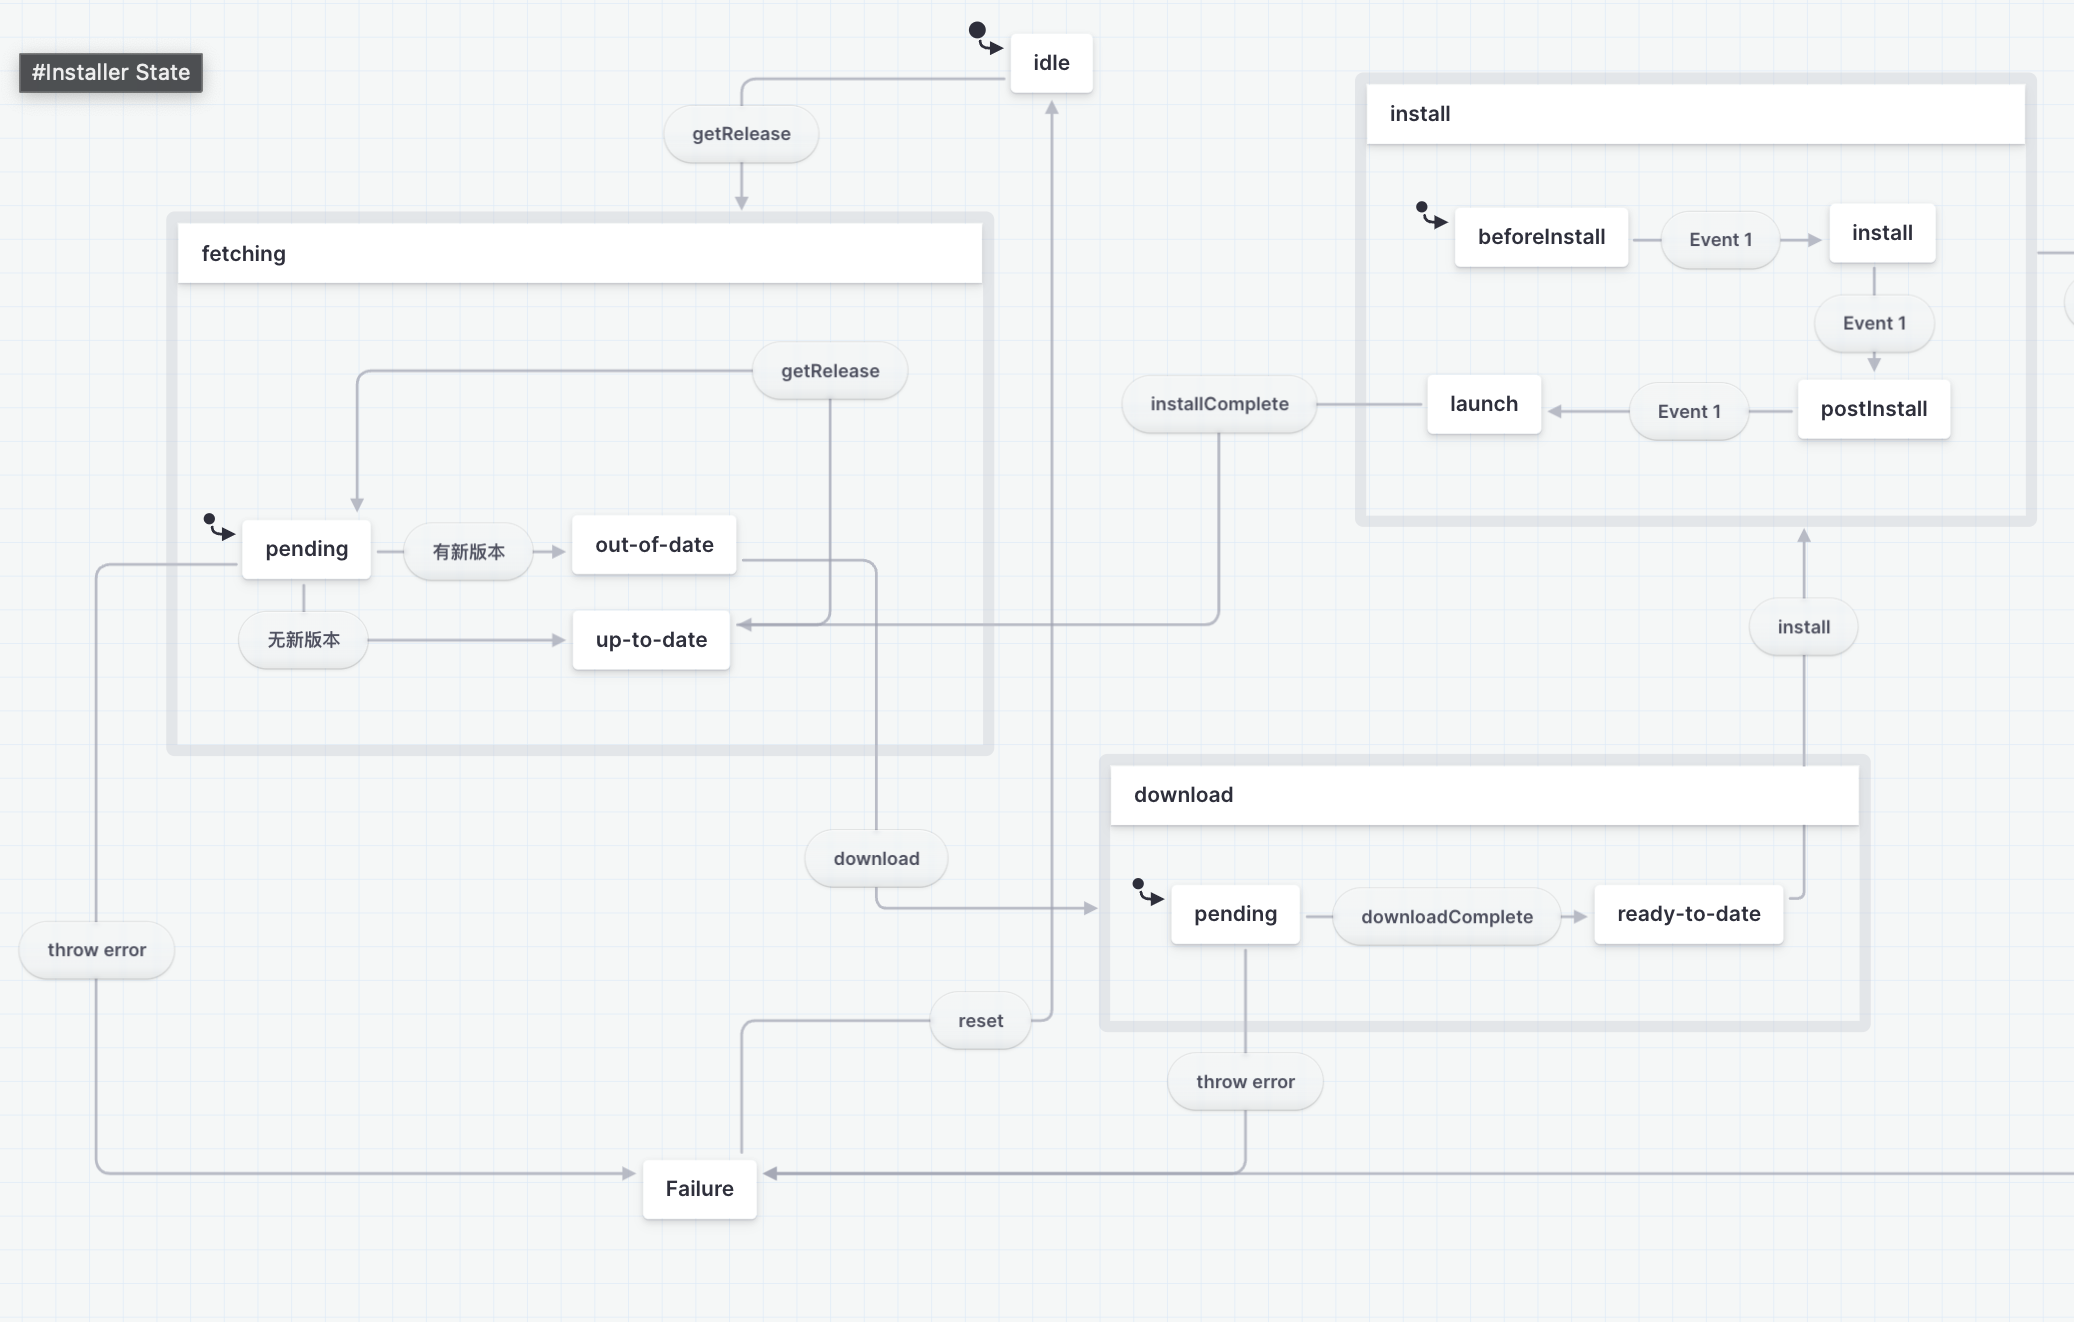 #Installer State
idle
getRelease
install
beforeInstall
Event 1
install
Event 1
fetching
getRelease
installComplete
launch
Event 1
postInstall
pending
有新版本
out-of-date
无新版本
up-to-date
install
download
download
pending
downloadComplete
ready-to-date
throw error
reset
throw error
Failure